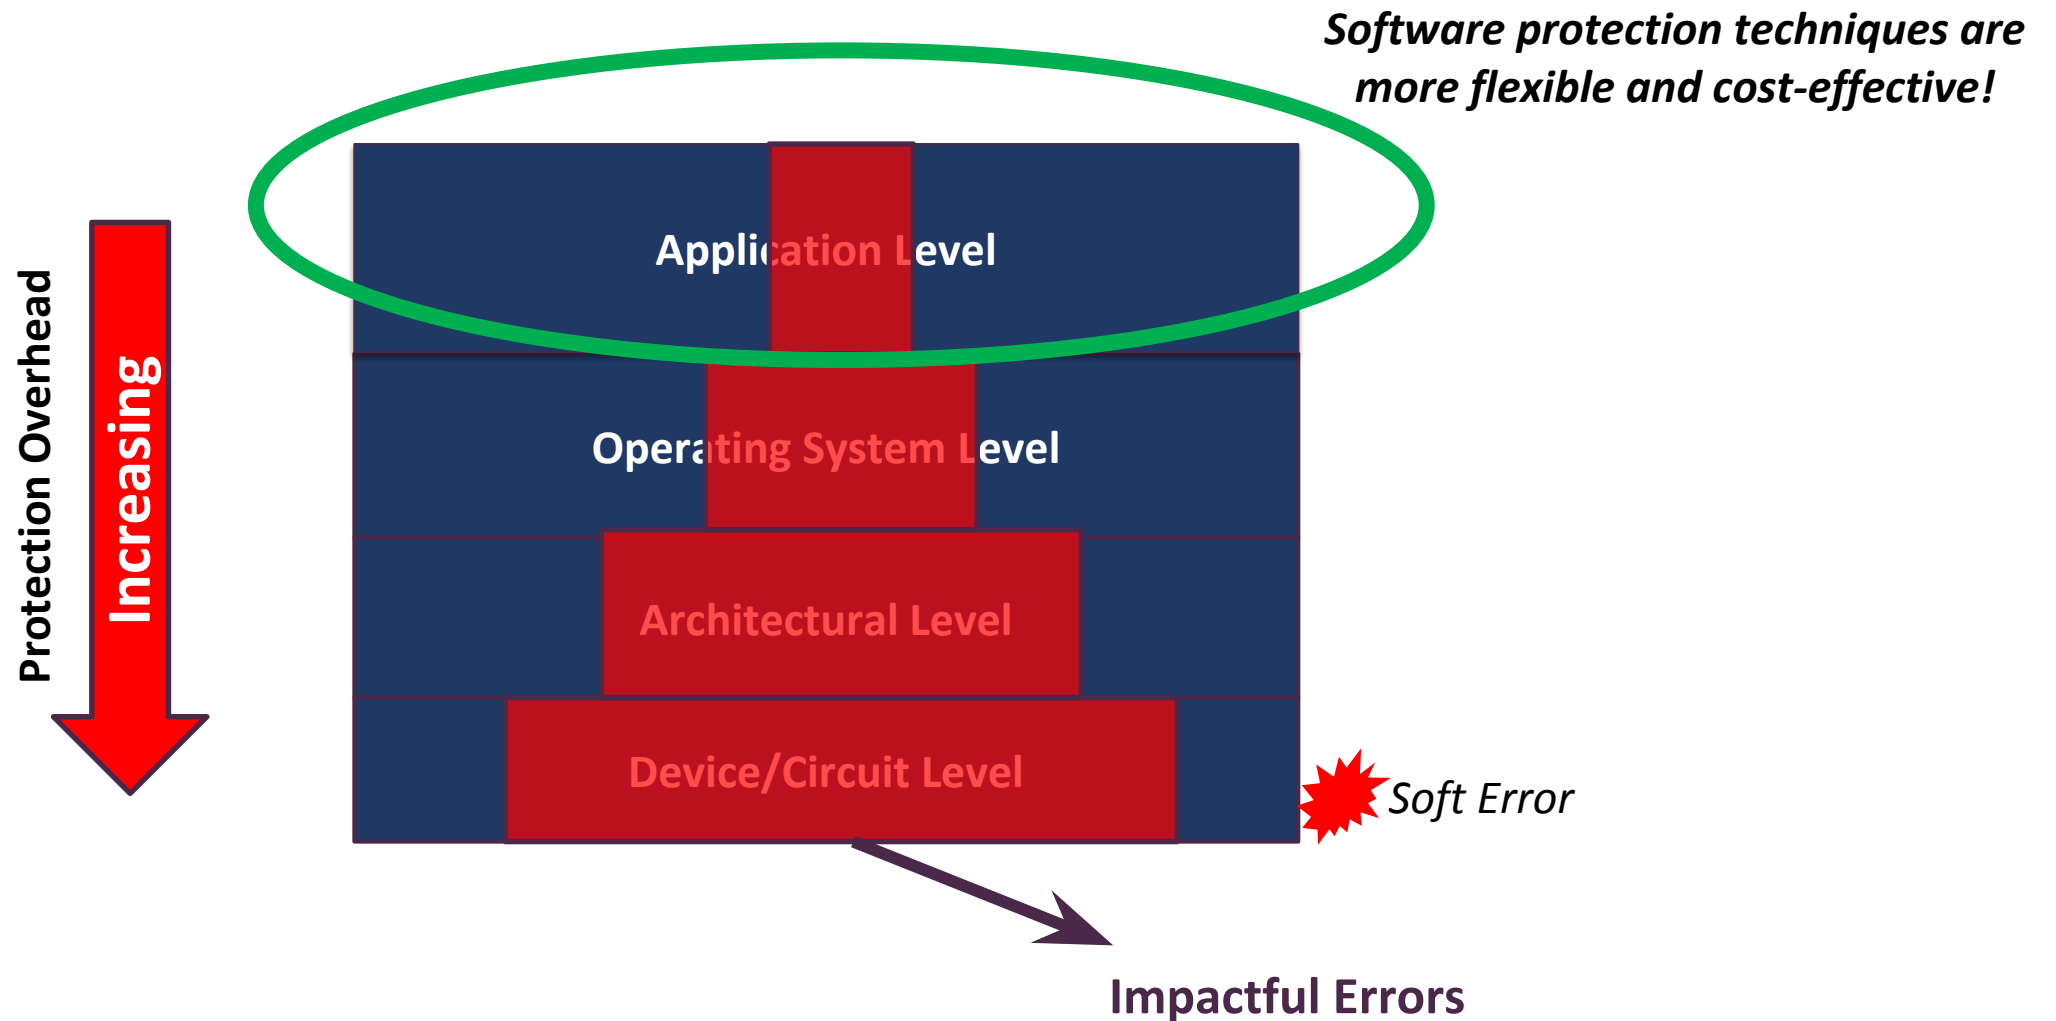 Software protection techniques are
more flexible and cost-effective!
Application Level
Protection Overhead
Increasing
Operating System Level
Architectural Level
Device/Circuit Level
Soft Error
Impactful Errors